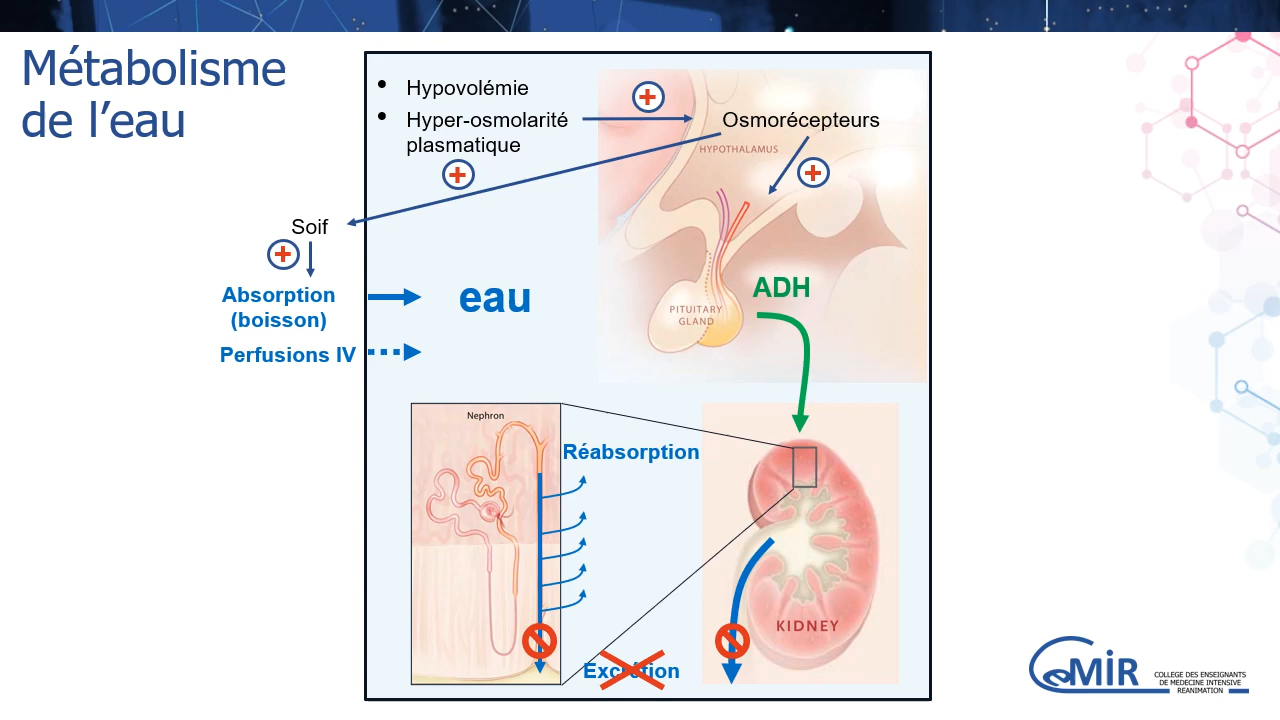 Métabolisme
de l’eau
• Hypovolémie
• Hyper-osmolarité
plasmatique
Osmorécepteurs
HYPOTHALAMUS
Soif
Absorption
(boisson)
Perfusions IV
eau
ADH
PITUITARY
GLAND
Nephron
Réabsorption
KIDNEY
Excrétion
CeMIR
COLLEGE DES ENSEIGNANTS
DE MEDECINE INTENSIVE
REANIMATION